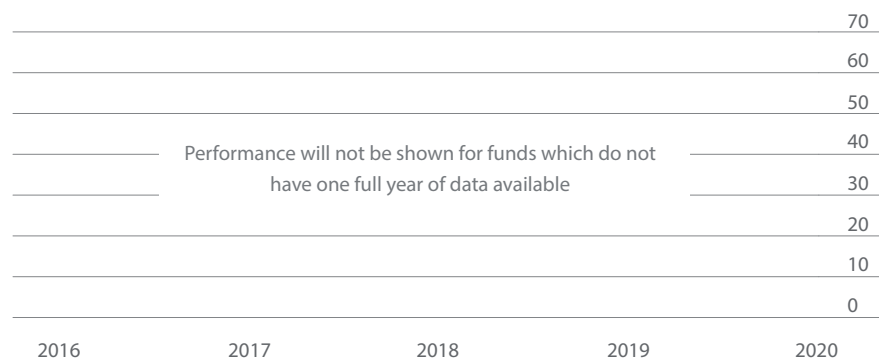 70
60
50
40
Performance will not be shown for funds which do not
have one full year of data available
30
20
10
0
2016 2017 2018 2019 2020